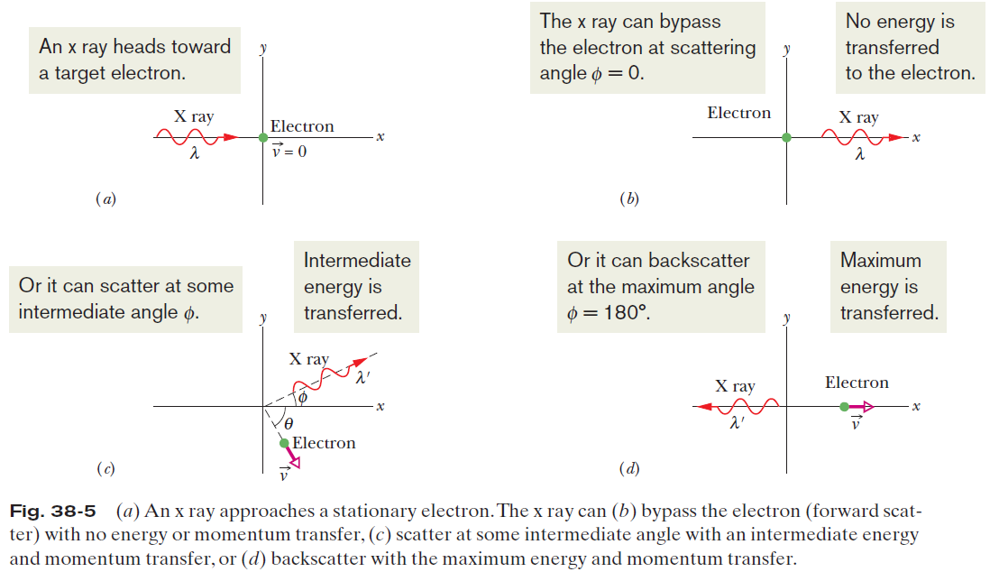 An x ray heads toward
a target electron.
y
X ray
Electron
x
λ
v⃗ = 0
(a)
The x ray can bypass
the electron at scattering
angle ϕ = 0.
No energy is
transferred
to the electron.
y
Electron
X ray
x
λ
(b)
Or it can scatter at some
intermediate angle ϕ.
Intermediate
energy is
transferred.
y
X ray
λ′
ϕ
x
θ
Electron
v⃗
(c)
Or it can backscatter
at the maximum angle
ϕ = 180°.
Maximum
energy is
transferred.
y
X ray
Electron
x
λ′
v⃗
(d)
Fig. 38-5 (a) An x ray approaches a stationary electron. The x ray can (b) bypass the electron (forward scat-
ter) with no energy or momentum transfer, (c) scatter at some intermediate angle with an intermediate energy
and momentum transfer, or (d) backscatter with the maximum energy and momentum transfer.